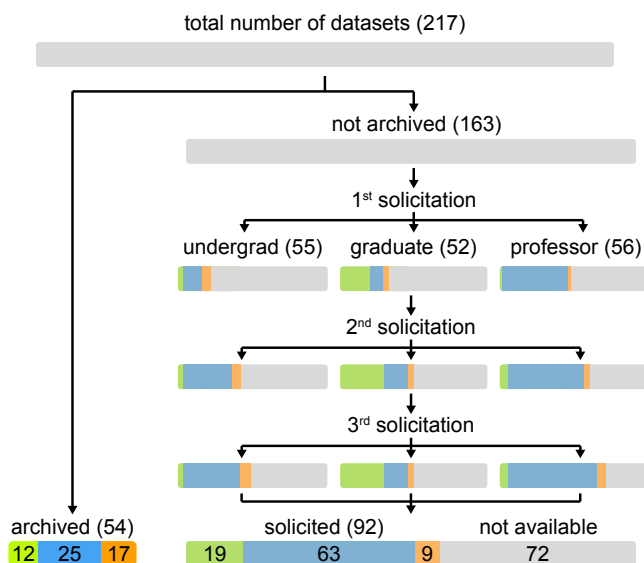 total number of datasets (217)
not archived (163)
1st solicitation
undergrad (55) graduate (52) professor (56)
2nd solicitation
3rd solicitation
archived (54) solicited (92) not available
12 25 17 19 63 9 72